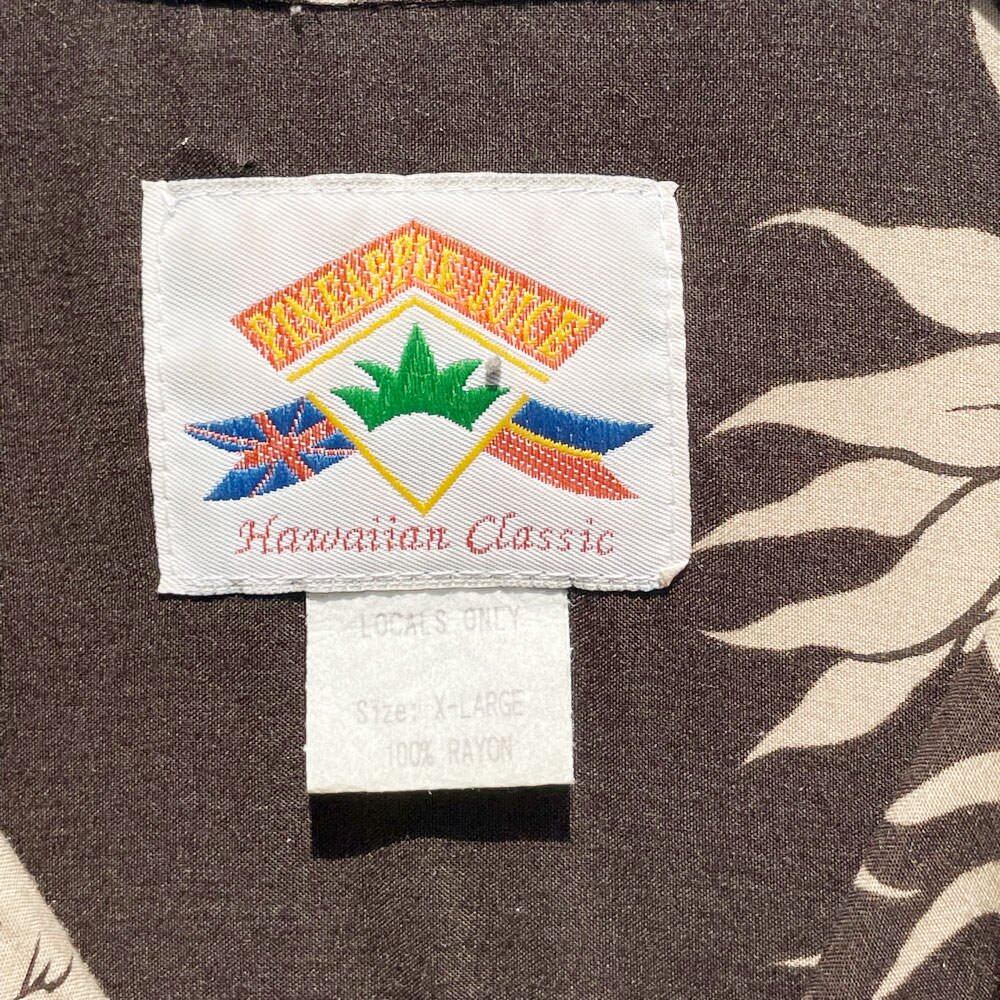 PINEAPPLE JUICE
Hawaiian Classic
LOCALS ONLY
Size: X-LARGE
100% RAYON